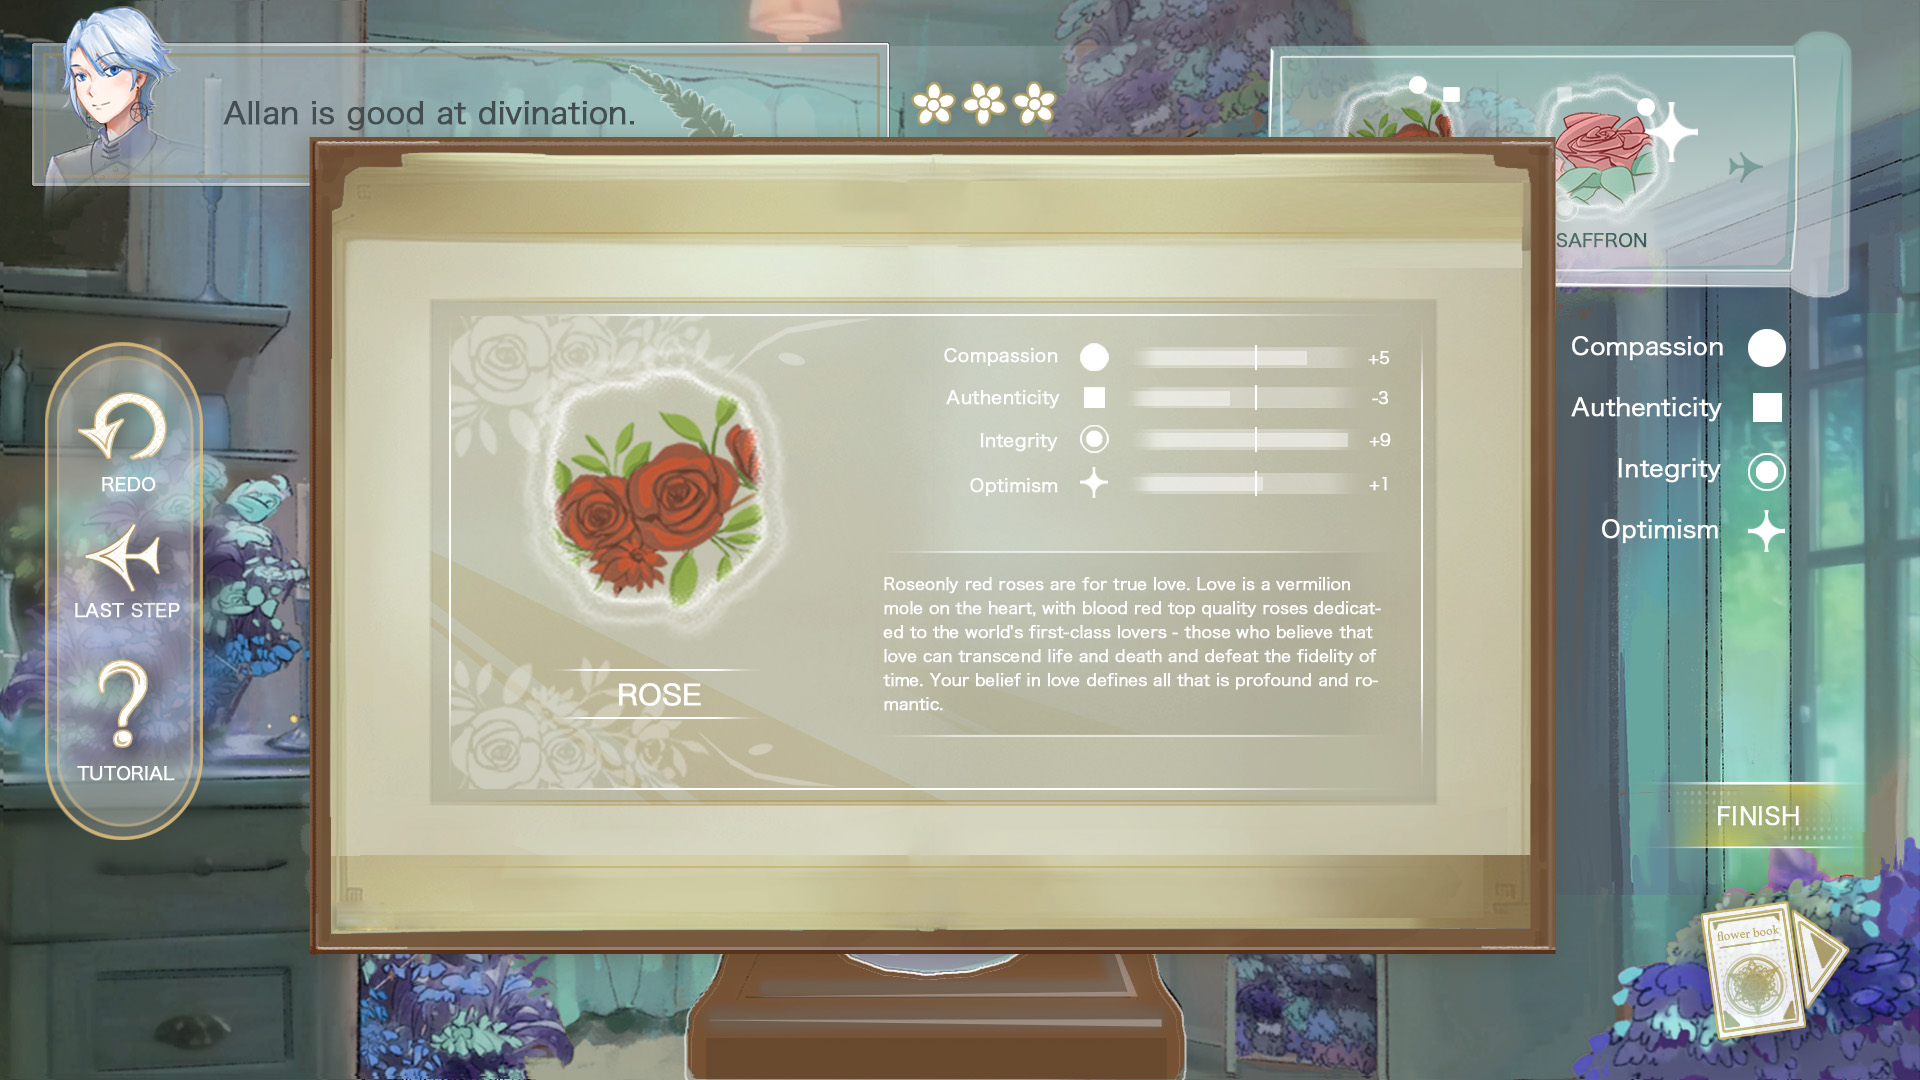 Allan is good at divination.
SAFFRON
REDO
LAST STEP
TUTORIAL
Compassion +5
Authenticity -3
Integrity +9
Optimism +1
Roseonly red roses are for true love. Love is a vermilion
mole on the heart, with blood red top quality roses dedicat-
ed to the world's first-class lovers - those who believe that
love can transcend life and death and defeat the fidelity of
time. Your belief in love defines all that is profound and ro-
mantic.
ROSE
Compassion
Authenticity
Integrity
Optimism
FINISH
flower book